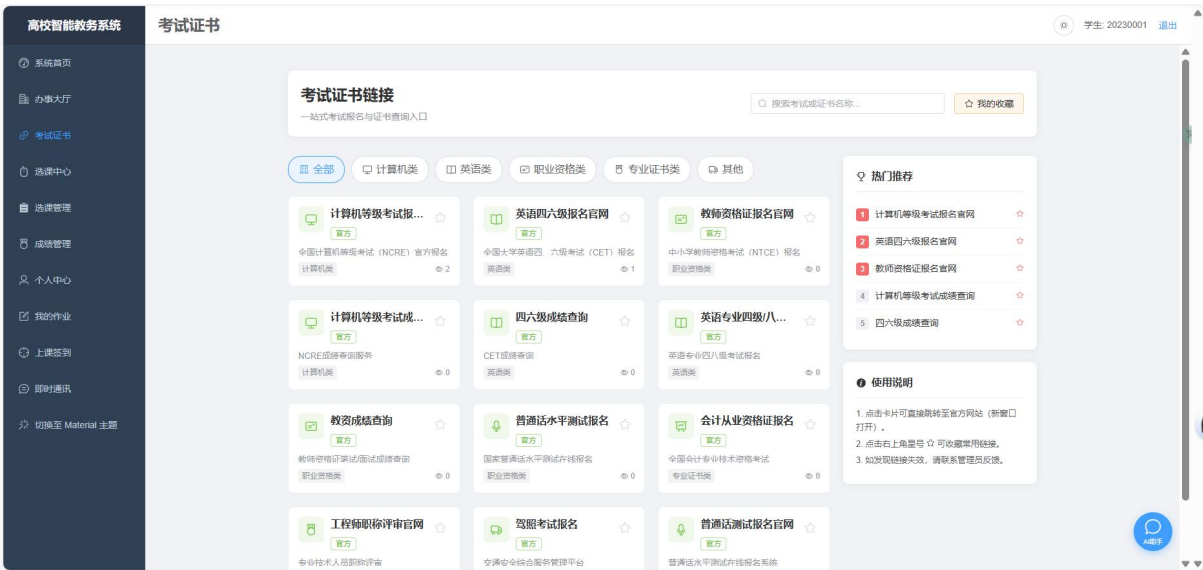 高校智能教务系统
考试证书
学生: 20230001 退出
系统首页
办事大厅
考试证书
选课中心
选课管理
成绩管理
个人中心
我的作业
上课签到
即时通讯
切换至 Material 主题
考试证书链接
一站式考试报名与证书查询入口
搜索考试或证书名称...
我的收藏
全部 计算机类 英语类 职业资格类 专业证书类 其他
计算机等级考试报...
官方
全国计算机等级考试（NCRE）官方报名
计算机类 2
英语四六级报名官网
官方
全国大学英语四、六级考试（CET）报名
英语类 1
教师资格证报名官网
官方
中小学教师资格考试（NTCE）报名
职业资格类 0
计算机等级考试成...
官方
NCRE成绩查询服务
计算机类 0
四六级成绩查询
官方
CET成绩查询
英语类 0
英语专业四级/八...
官方
英语专业四八级考试报名
英语类 0
教资成绩查询
官方
教师资格证笔试/面试成绩查询
职业资格类 0
普通话水平测试报名
官方
国家普通话水平测试在线报名
职业资格类 0
会计从业资格证报名
官方
全国会计专业技术资格考试
专业证书类 0
工程师职称评审官网
官方
专业技术人员职称评审
驾照考试报名
官方
交通安全综合服务管理平台
普通话测试报名官网
官方
普通话水平测试在线报名系统
热门推荐
1 计算机等级考试报名官网
2 英语四六级报名官网
3 教师资格证报名官网
4 计算机等级考试成绩查询
5 四六级成绩查询
使用说明
1. 点击卡片可直接跳转至官方网站（新窗口
打开）。
2. 点击右上角星号 ☆ 可收藏常用链接。
3. 如发现链接失效，请联系管理员反馈。
AI助手